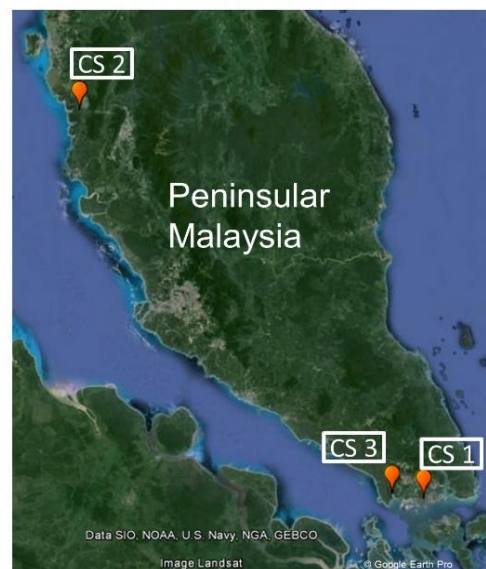 CS 2
Peninsular
Malaysia
CS 3
CS 1
Data SIO, NOAA, U.S. Navy, NGA, GEBCO
Image Landsat
© Google Earth Pro